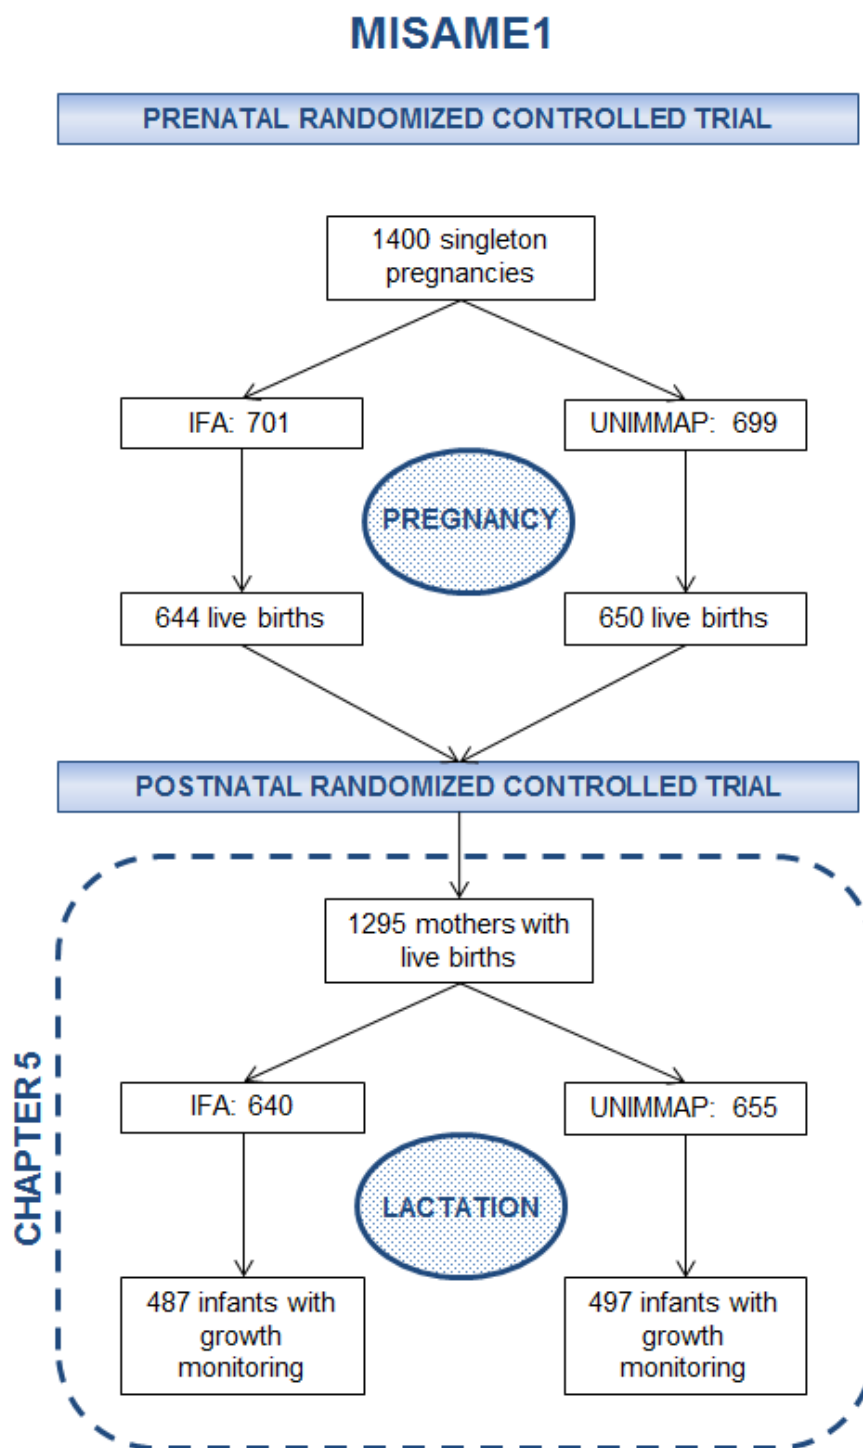 MISAME1
PRENATAL RANDOMIZED CONTROLLED TRIAL
1400 singleton
pregnancies
IFA: 701
UNIMMAP: 699
PREGNANCY
644 live births
650 live births
POSTNATAL RANDOMIZED CONTROLLED TRIAL
1295 mothers with
live births
CHAPTER 5
IFA: 640
UNIMMAP: 655
LACTATION
487 infants with
growth
monitoring
497 infants with
growth
monitoring